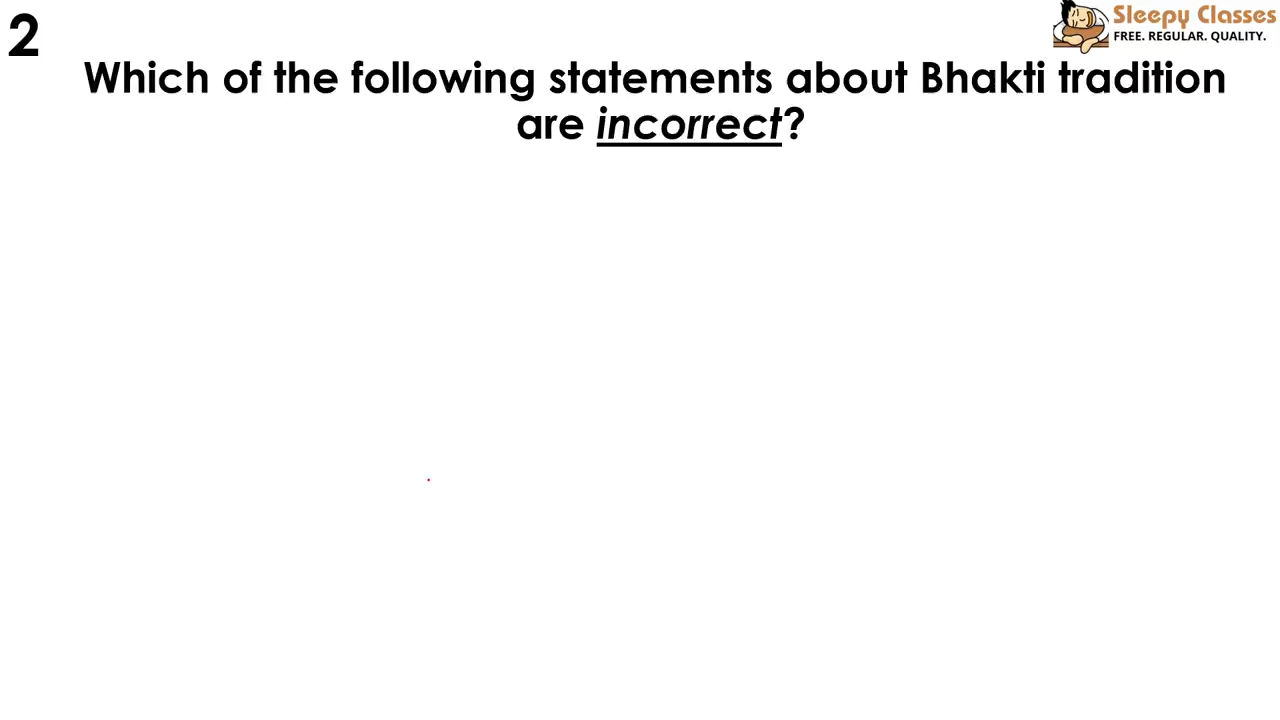 2
Sleepy Classes
FREE. REGULAR. QUALITY.
Which of the following statements about Bhakti tradition
are incorrect?